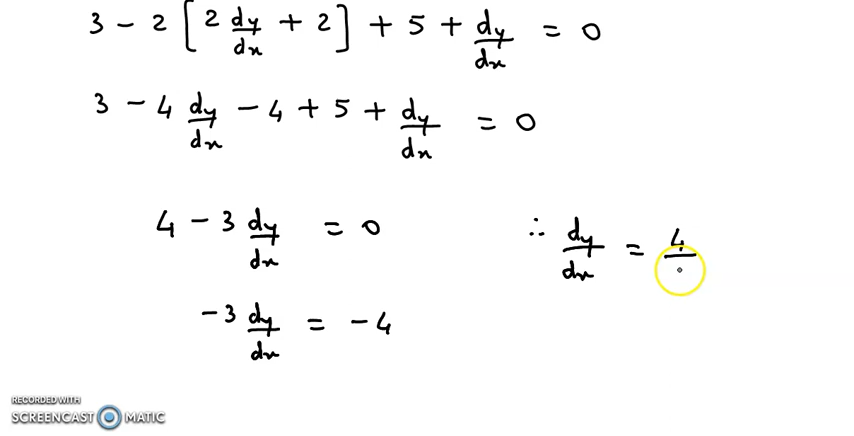 3 - 2 [ 2 dy/dx + 2 ] + 5 + dy/dx = 0
3 - 4 dy/dx - 4 + 5 + dy/dx = 0
4 - 3 dy/dx = 0
∴ dy/dx = 4/
-3 dy/dx = -4
RECORDED WITH
SCREENCAST MATIC